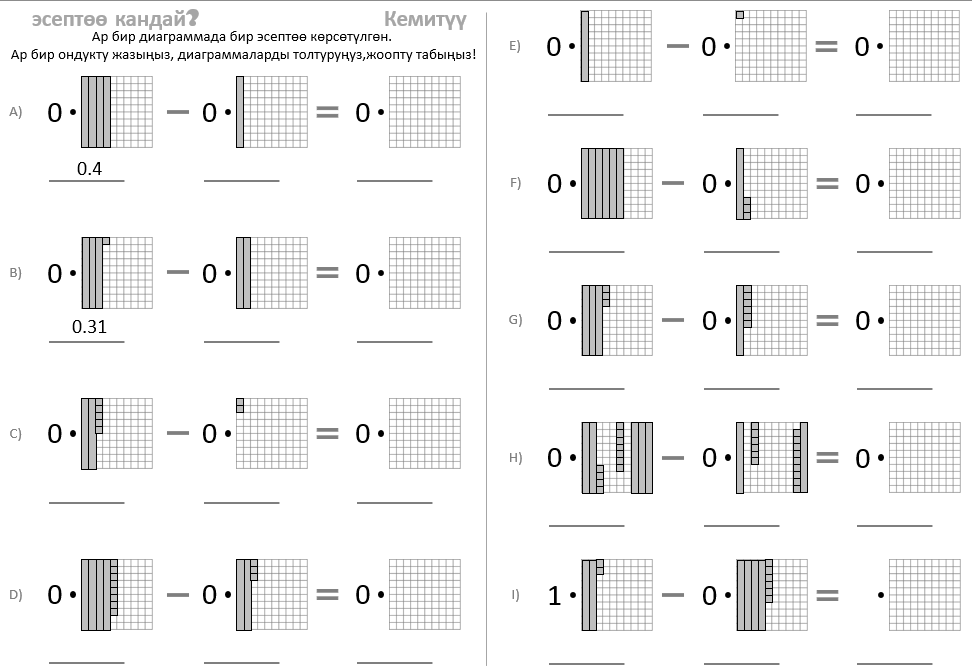 эсептөө кандай?
Кемитүү
Ар бир диаграммада бир эсептөө көрсөтүлгөн.
Ар бир ондукту жазыңыз, диаграммаларды толтуруңуз,жоопту табыңыз!
A) 0 • − 0 • = 0 •
0.4
B) 0 • − 0 • = 0 •
0.31
C) 0 • − 0 • = 0 •
D) 0 • − 0 • = 0 •
E) 0 • − 0 • = 0 •
F) 0 • − 0 • = 0 •
G) 0 • − 0 • = 0 •
H) 0 • − 0 • = 0 •
I) 1 • − 0 • = •